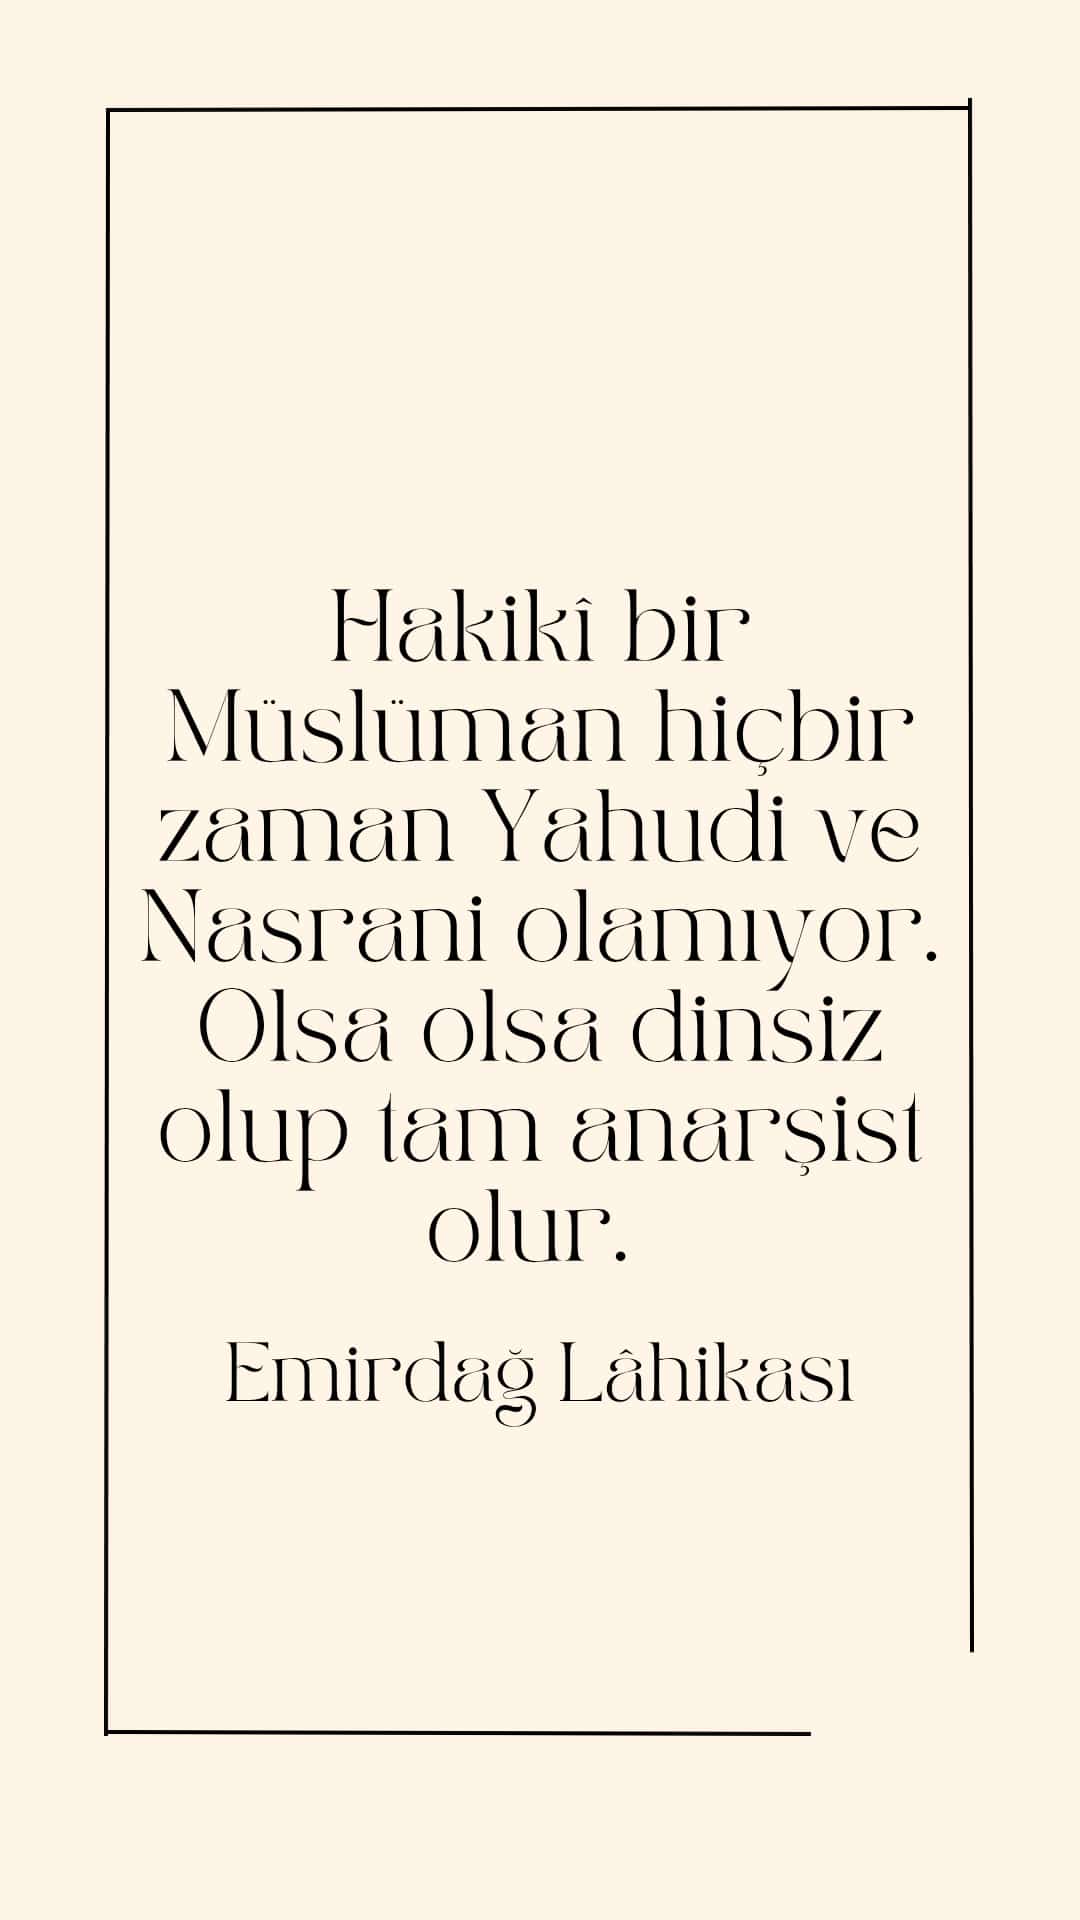 Hakikî bir
Müslüman hiçbir
zaman Yahudi ve
Nasrani olamıyor.
Olsa olsa dinsiz
olup tam anarşist
olur.
Emirdağ Lâhikası